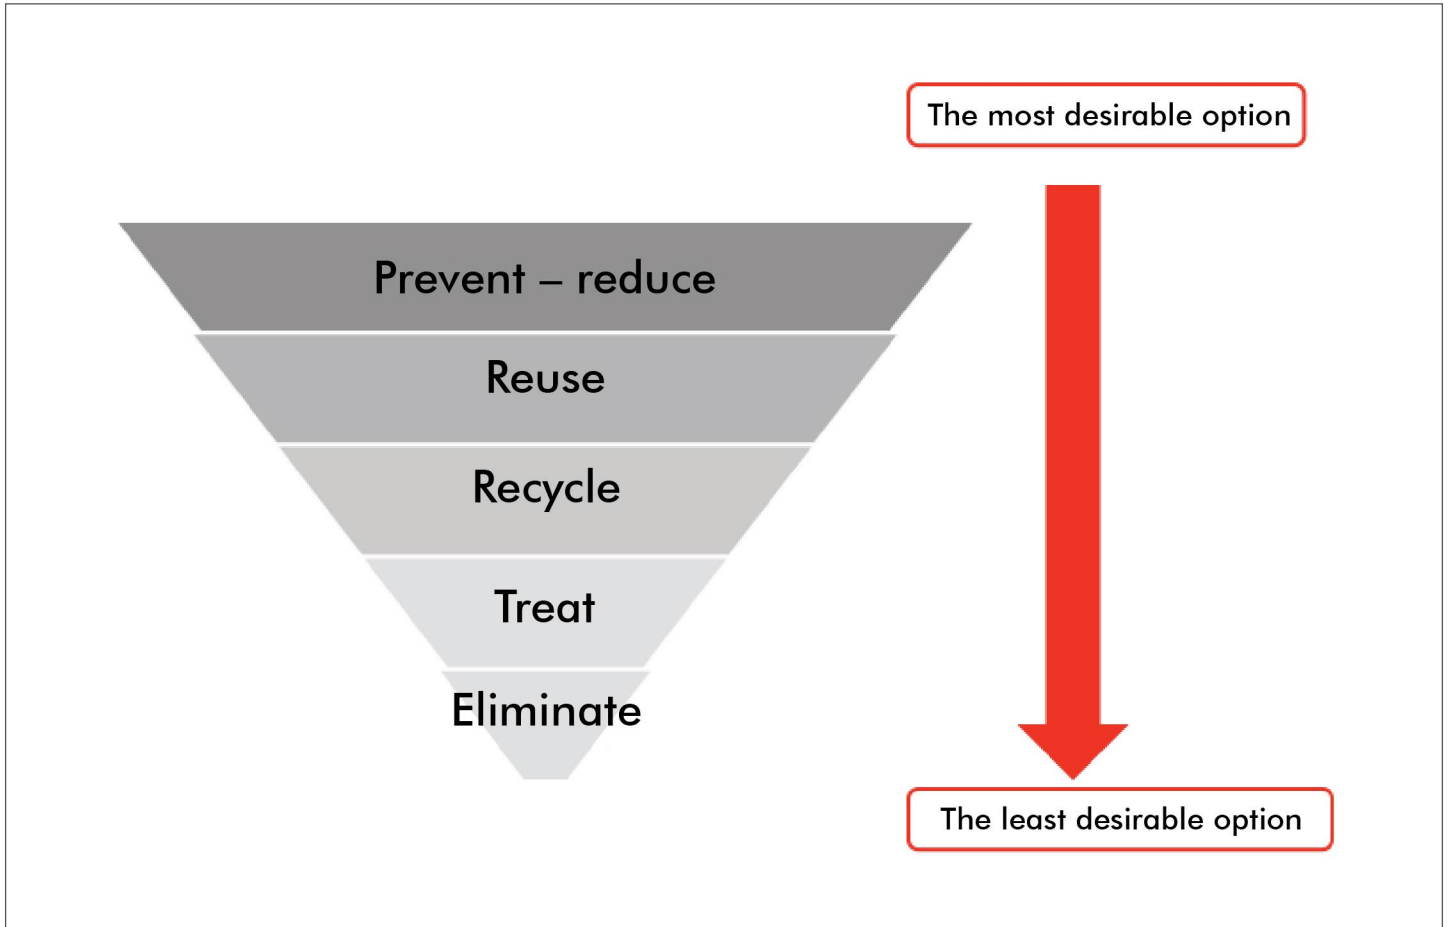 The most desirable option
Prevent – reduce
Reuse
Recycle
Treat
Eliminate
The least desirable option